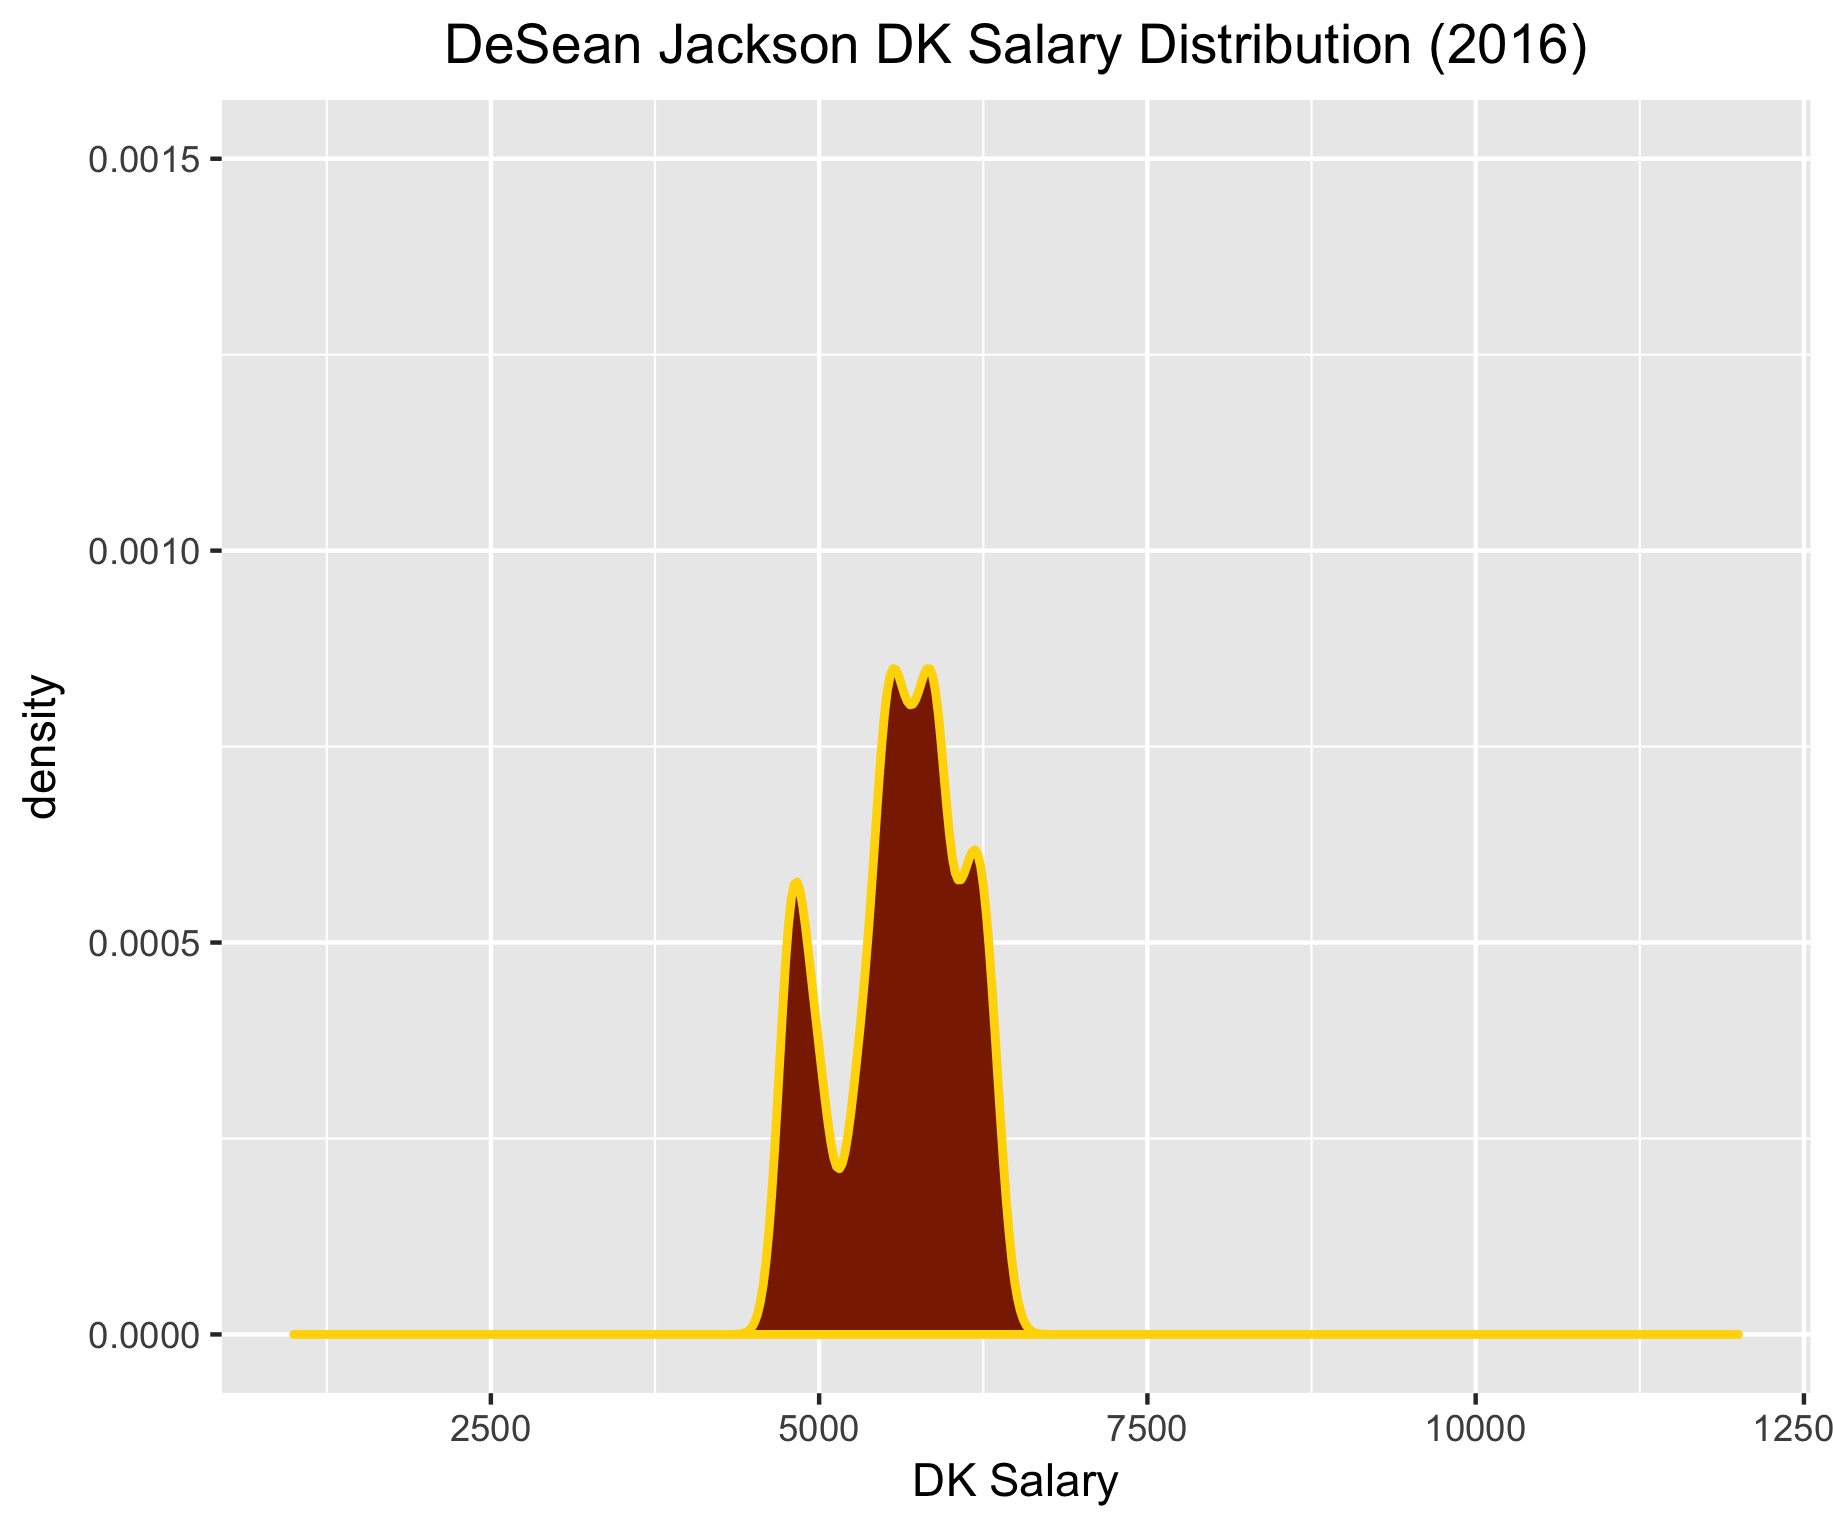 DeSean Jackson DK Salary Distribution (2016)
0.0015
0.0010
0.0005
0.0000
density
2500 5000 7500 10000 1250
DK Salary